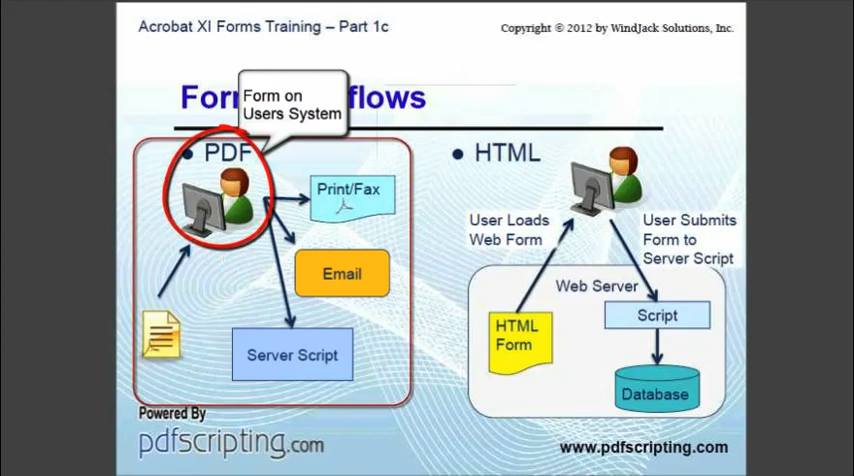 Acrobat XI Forms Training – Part 1c
Copyright © 2012 by WindJack Solutions, Inc.
Form on
Users System
For
flows
• PDF
• HTML
Print/Fax
Email
Server Script
User Loads
Web Form
User Submits
Form to
Server Script
Web Server
HTML
Form
Script
Database
Powered By
pdfscripting.com
www.pdfscripting.com